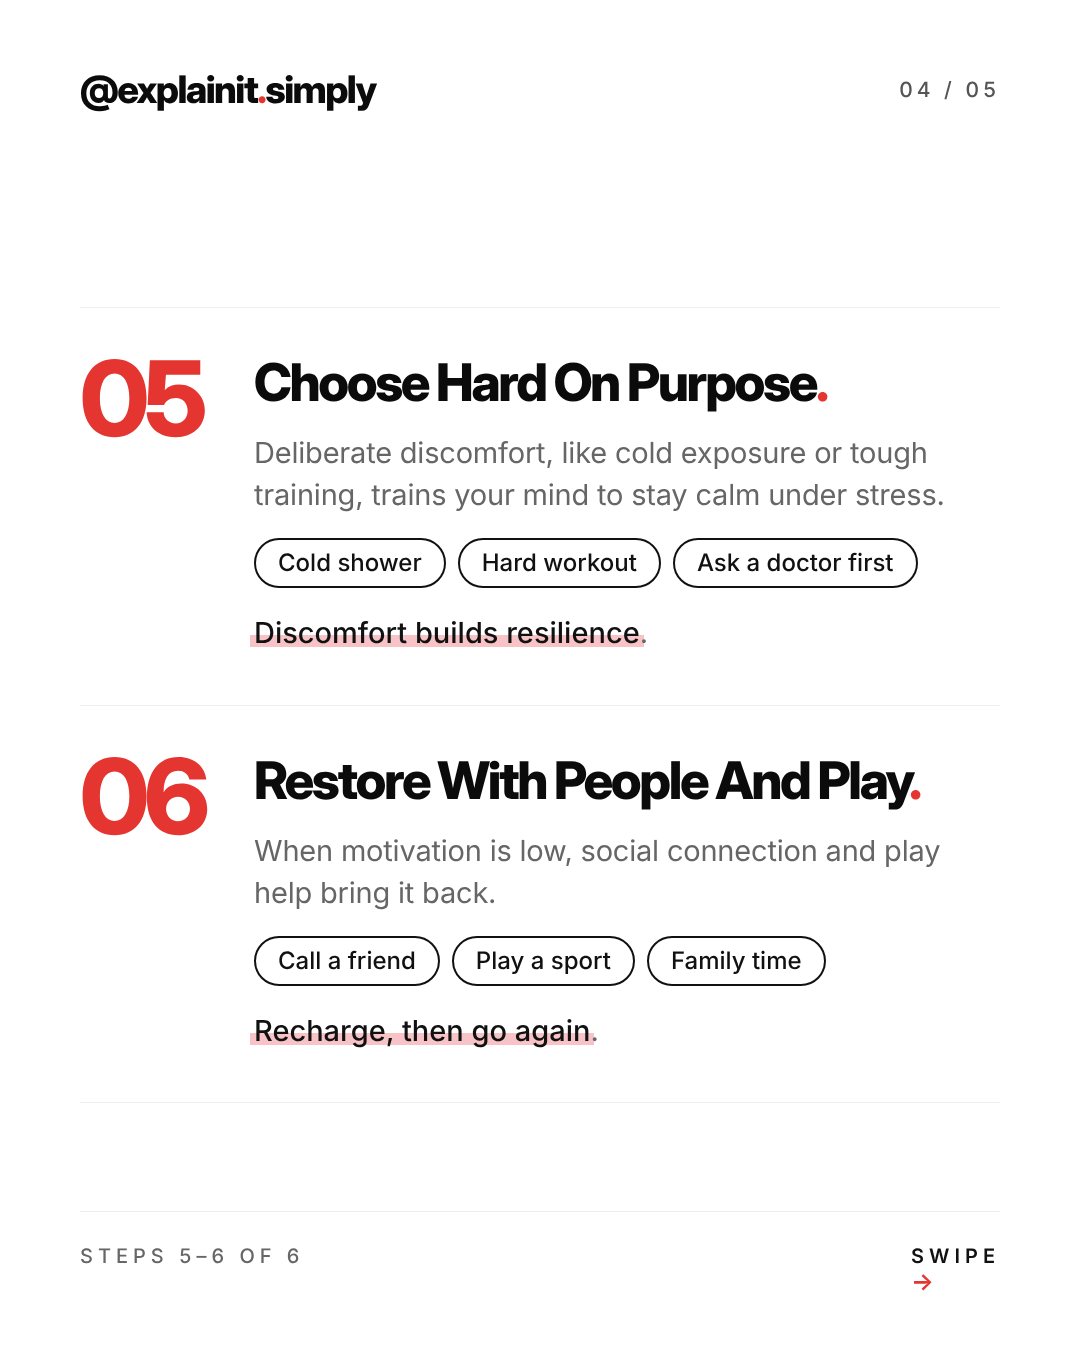 @explainit.simply
04 / 05
05
Choose Hard On Purpose.
Deliberate discomfort, like cold exposure or tough
training, trains your mind to stay calm under stress.
Cold shower
Hard workout
Ask a doctor first
Discomfort builds resilience.
06
Restore With People And Play.
When motivation is low, social connection and play
help bring it back.
Call a friend
Play a sport
Family time
Recharge, then go again.
STEPS 5–6 OF 6
SWIPE
→